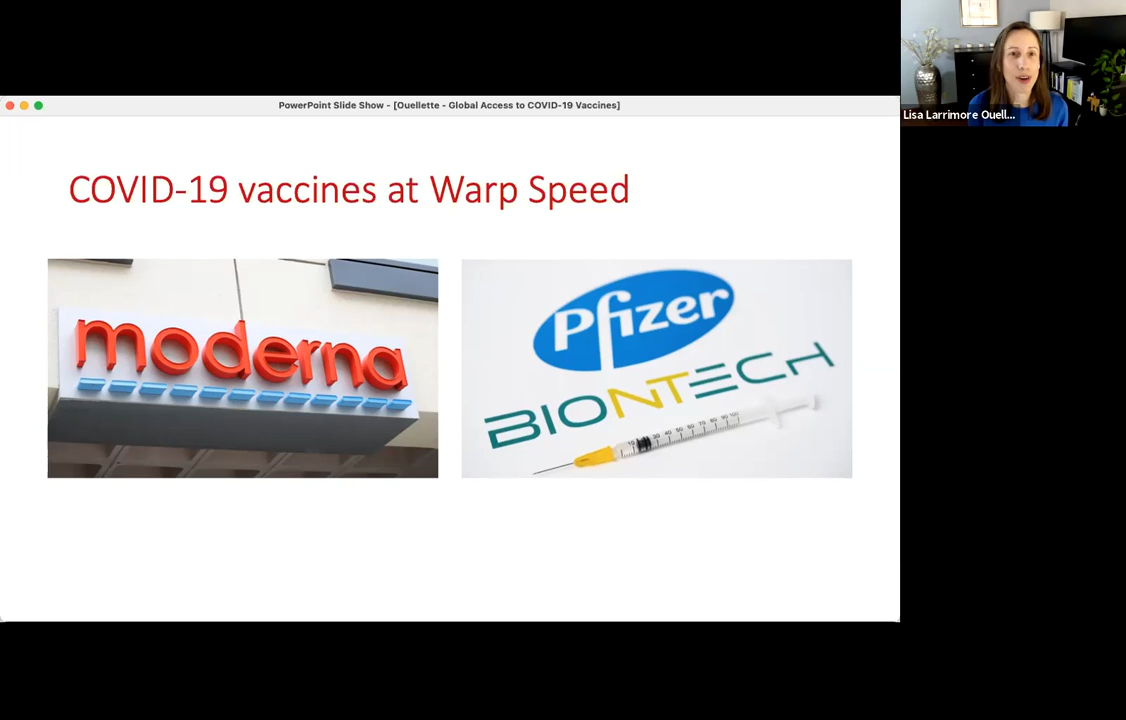 PowerPoint Slide Show - [Ouellette - Global Access to COVID-19 Vaccines]
Lisa Larrimore Ouell...
COVID-19 vaccines at Warp Speed
moderna
Pfizer
BIONTECH